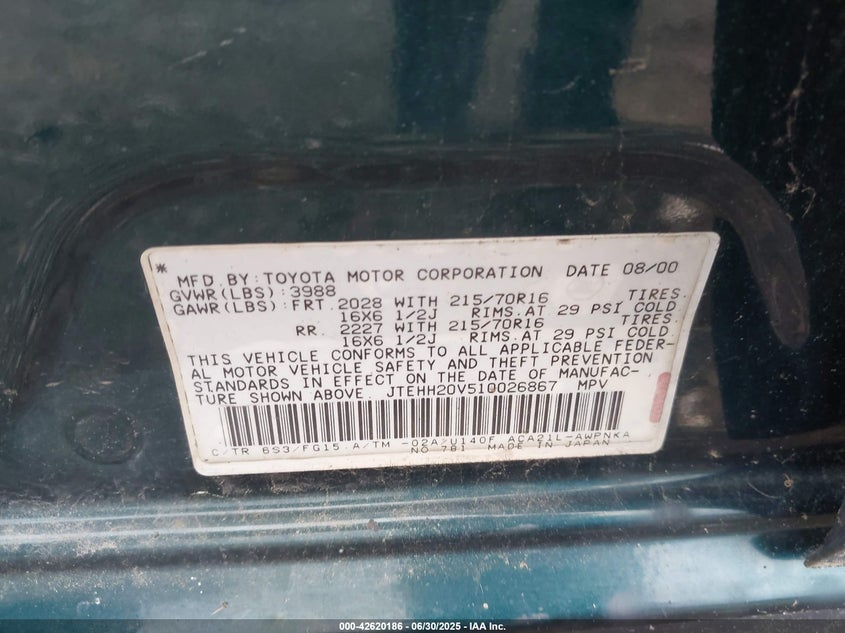 * MFD. BY: TOYOTA MOTOR CORPORATION DATE 08/00
GVWR(LBS):3988
GAWR(LBS):FRT. 2028 WITH 215/70R16 TIRES,
16X6 1/2J RIMS.AT 29 PSI COLD
RR. 2227 WITH 215/70R16 TIRES,
16X6 1/2J RIMS.AT 29 PSI COLD
THIS VEHICLE CONFORMS TO ALL APPLICABLE FEDER-
AL MOTOR VEHICLE SAFETY AND THEFT PREVENTION
STANDARDS IN EFFECT ON THE DATE OF MANUFAC-
TURE SHOWN ABOVE. JTEHH20V510026867 MPV
C/TR 6S3/FG15 A/TM -02A/U140F ACA21L-AWPNKA
NO 781 MADE IN JAPAN
000-42620186 - 06/30/2025 - IAA Inc.